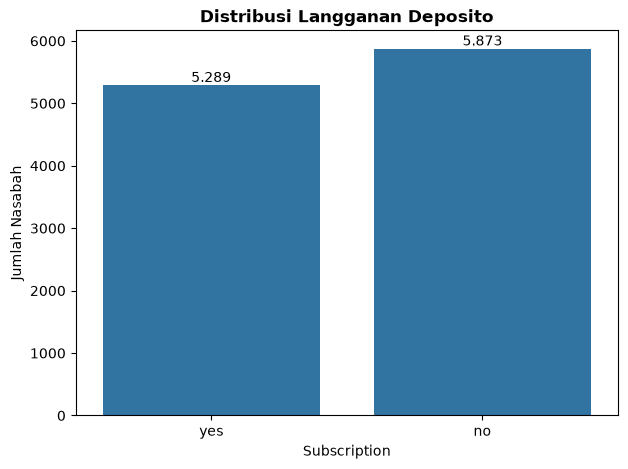 Distribusi Langganan Deposito
Jumlah Nasabah
6000
5000
4000
3000
2000
1000
0
5.289
5.873
yes
no
Subscription